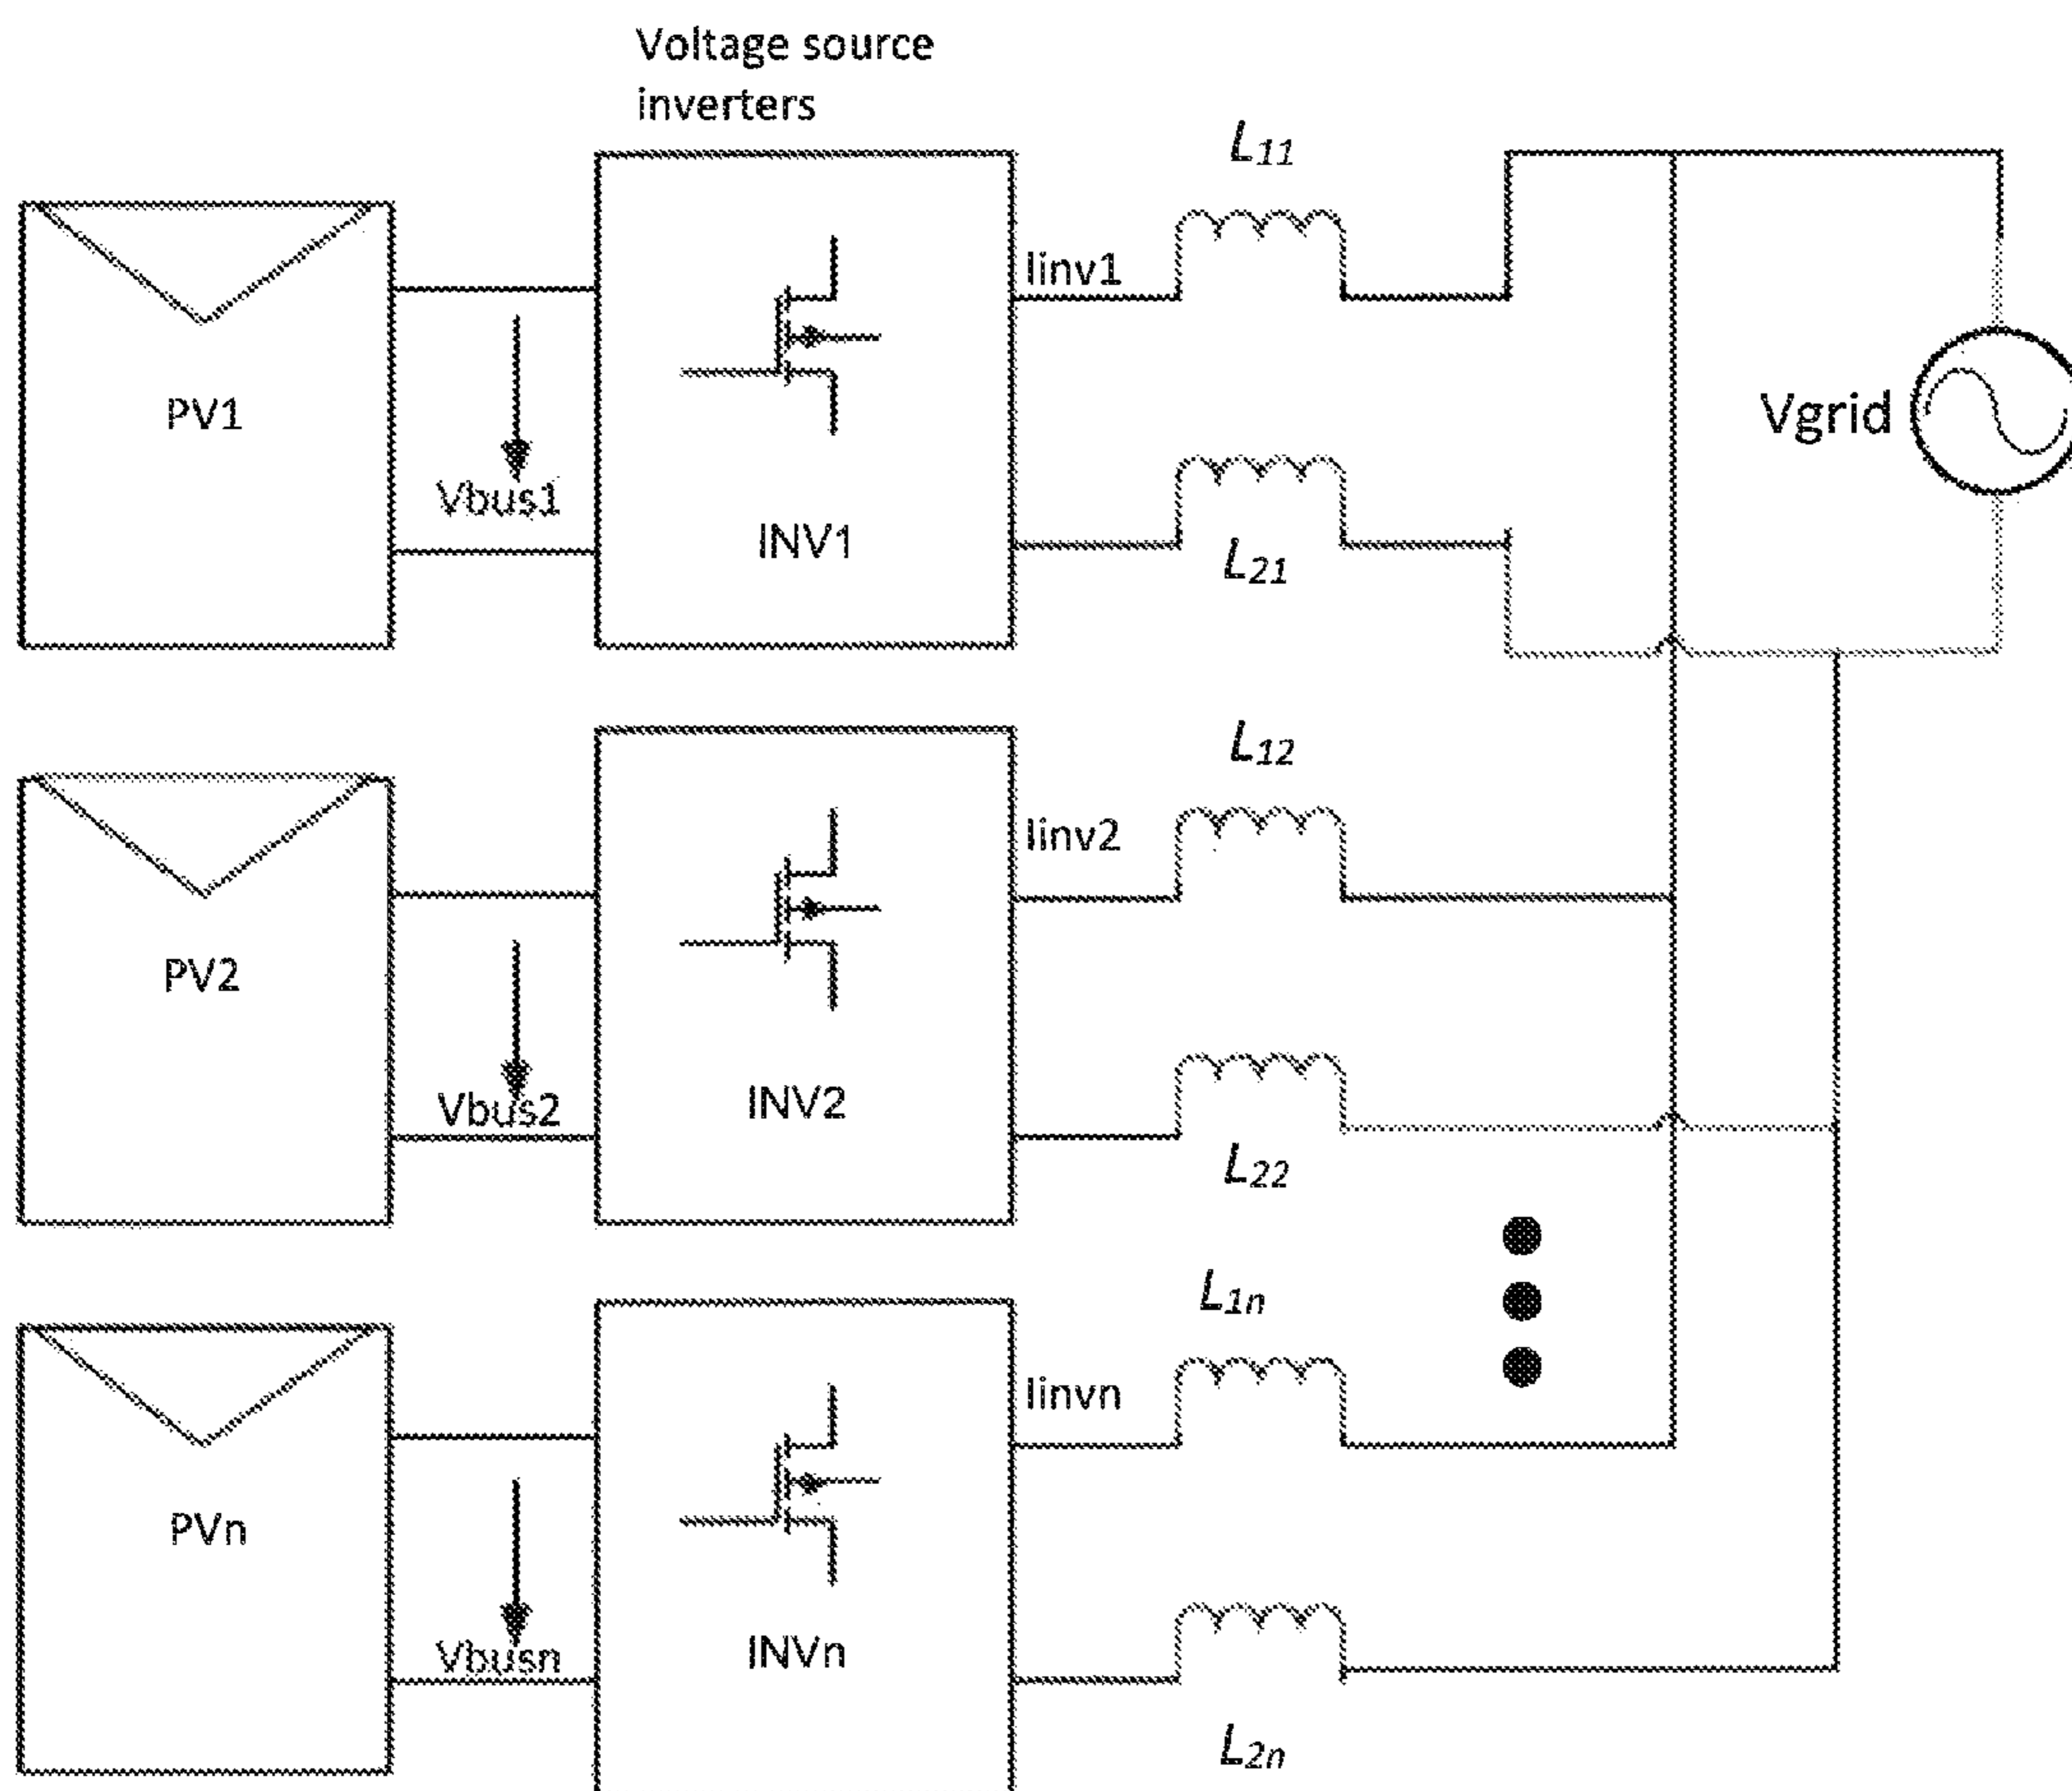 Voltage source
inverters
L11
Iinv1
PV1
Vbus1
INV1
L21
Vgrid
L12
Iinv2
PV2
Vbus2
INV2
L22
L1n
Iinvn
PVn
Vbusn
INVn
L2n